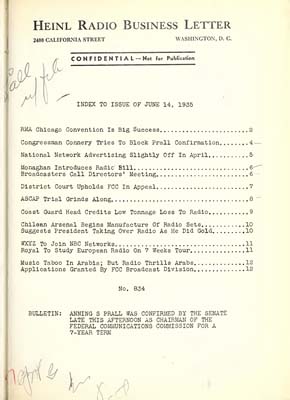 HEINL RADIO BUSINESS LETTER
2400 CALIFORNIA STREET WASHINGTON, D. C.
CONFIDENTIAL—Not for Publication
INDEX TO ISSUE OF JUNE 14, 1935
RMA Chicago Convention Is Big Success....................2
Congressman Connery Tries To Block Prall Confirmation....4
National Network Advertising Slightly Off In April.......5
Monaghan Introduces Radio Bill...........................6
Broadcasters Call Directors' Meeting.....................6
District Court Upholds FCC In Appeal.....................7
ASCAP Trial Grinds Along.................................8
Coast Guard Head Credits Low Tonnage Loss To Radio.......9
Chilean Arsenal Begins Manufacture Of Radio Sets........10
Suggests President Taking Over Radio As He Did Gold.....10
WXYZ To Join NBC Networks...............................11
Royal To Study European Radio On 7 Weeks Tour...........11
Music Taboo In Arabia; But Radio Thrills Arabs..........12
Applications Granted By FCC Broadcast Division..........12
No. 834
BULLETIN: ANNING S PRALL WAS CONFIRMED BY THE SENATE
LATE THIS AFTERNOON AS CHAIRMAN OF THE
FEDERAL COMMUNICATIONS COMMISSION FOR A
7-YEAR TERM